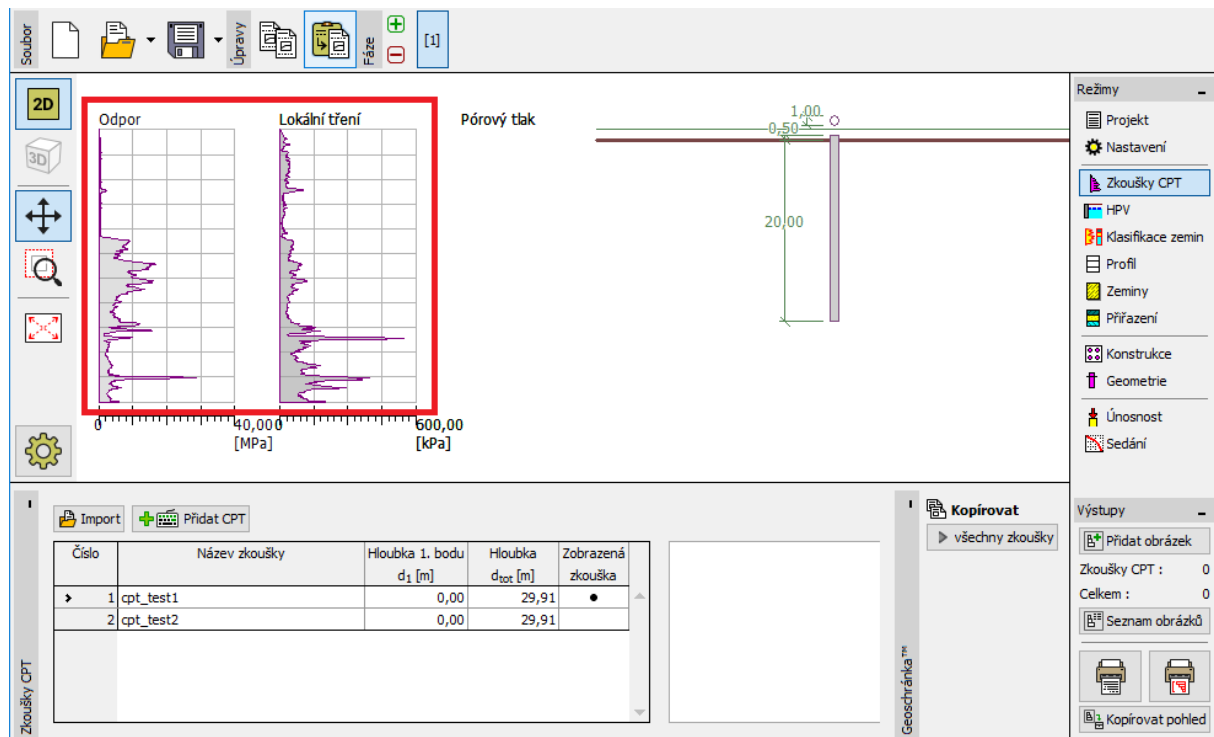 Soubor
Úpravy
Fáze
[1]
2D
3D
Odpor
Lokální tření
Pórový tlak
1,00
0,50
20,00
0
40,00
0
600,00
[MPa]
[kPa]
Režimy
Projekt
Nastavení
Zkoušky CPT
HPV
Klasifikace zemin
Profil
Zeminy
Přiřazení
Konstrukce
Geometrie
Únosnost
Sedání
Zkoušky CPT
Import
Přidat CPT
Číslo Název zkoušky Hloubka 1. bodu Hloubka Zobrazená
d1 [m] dtot [m] zkouška
1 cpt_test1 0,00 29,91
2 cpt_test2 0,00 29,91
Geoschránka™
Kopírovat
všechny zkoušky
Výstupy
Přidat obrázek
Zkoušky CPT : 0
Celkem : 0
Seznam obrázků
Kopírovat pohled